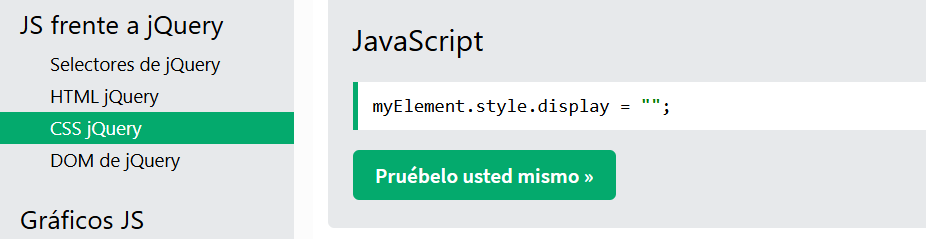 JS frente a jQuery
Selectores de jQuery
HTML jQuery
CSS jQuery
DOM de jQuery
Gráficos JS
JavaScript
myElement.style.display = "";
Pruébelo usted mismo »